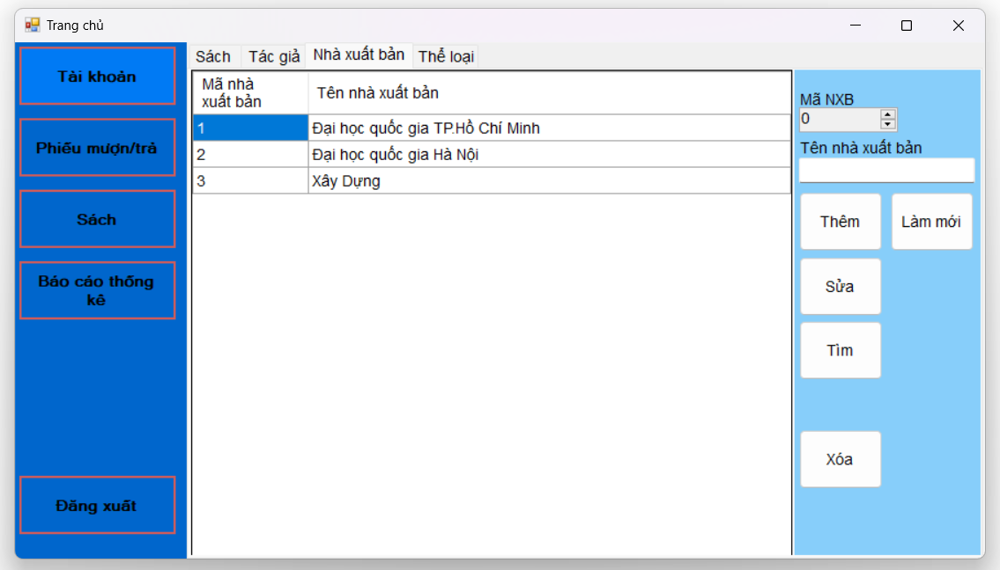 Trang chủ
Tài khoản
Phiếu mượn/trả
Sách
Báo cáo thống
kê
Đăng xuất
Sách
Tác giả
Nhà xuất bản
Thể loại
Mã nhà
xuất bản
Tên nhà xuất bản
1
Đại học quốc gia TP.Hồ Chí Minh
2
Đại học quốc gia Hà Nội
3
Xây Dựng
Mã NXB
0
Tên nhà xuất bản
Thêm
Làm mới
Sửa
Tìm
Xóa